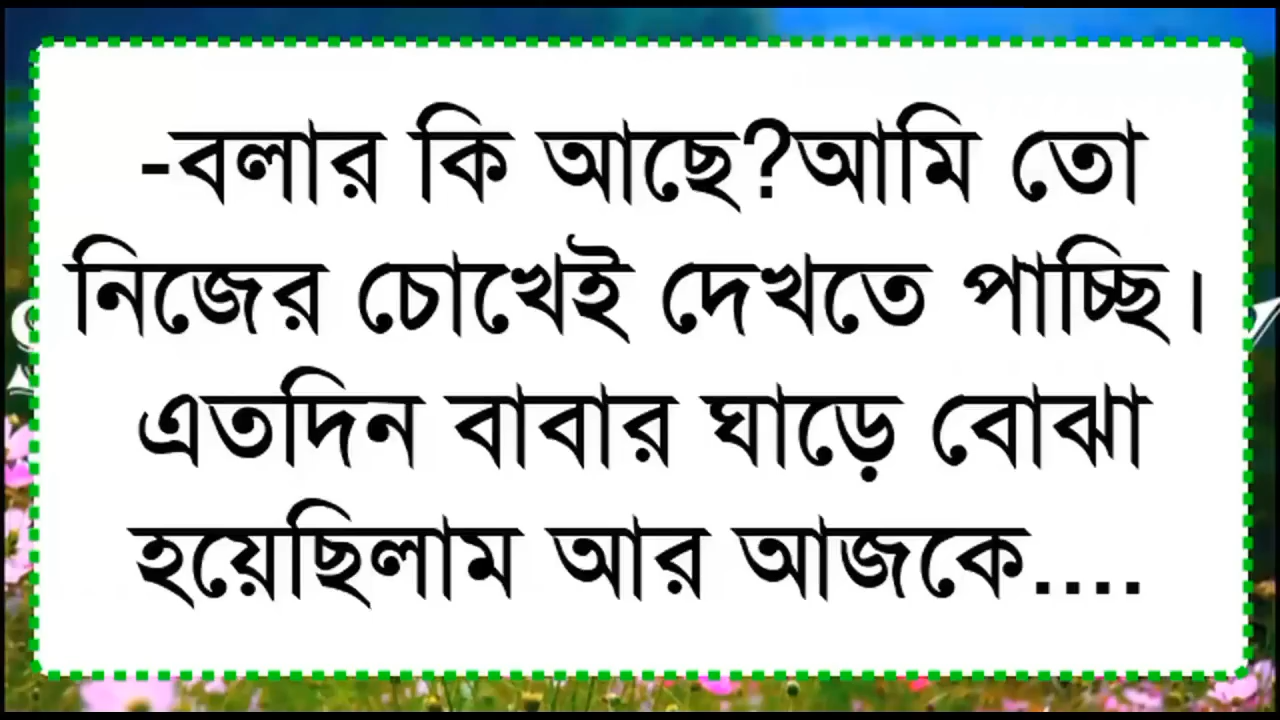 -বলার কি আছে?আমি তো
নিজের চোখেই দেখতে পাচ্ছি।
এতদিন বাবার ঘাড়ে বোঝা
হয়েছিলাম আর আজকে....